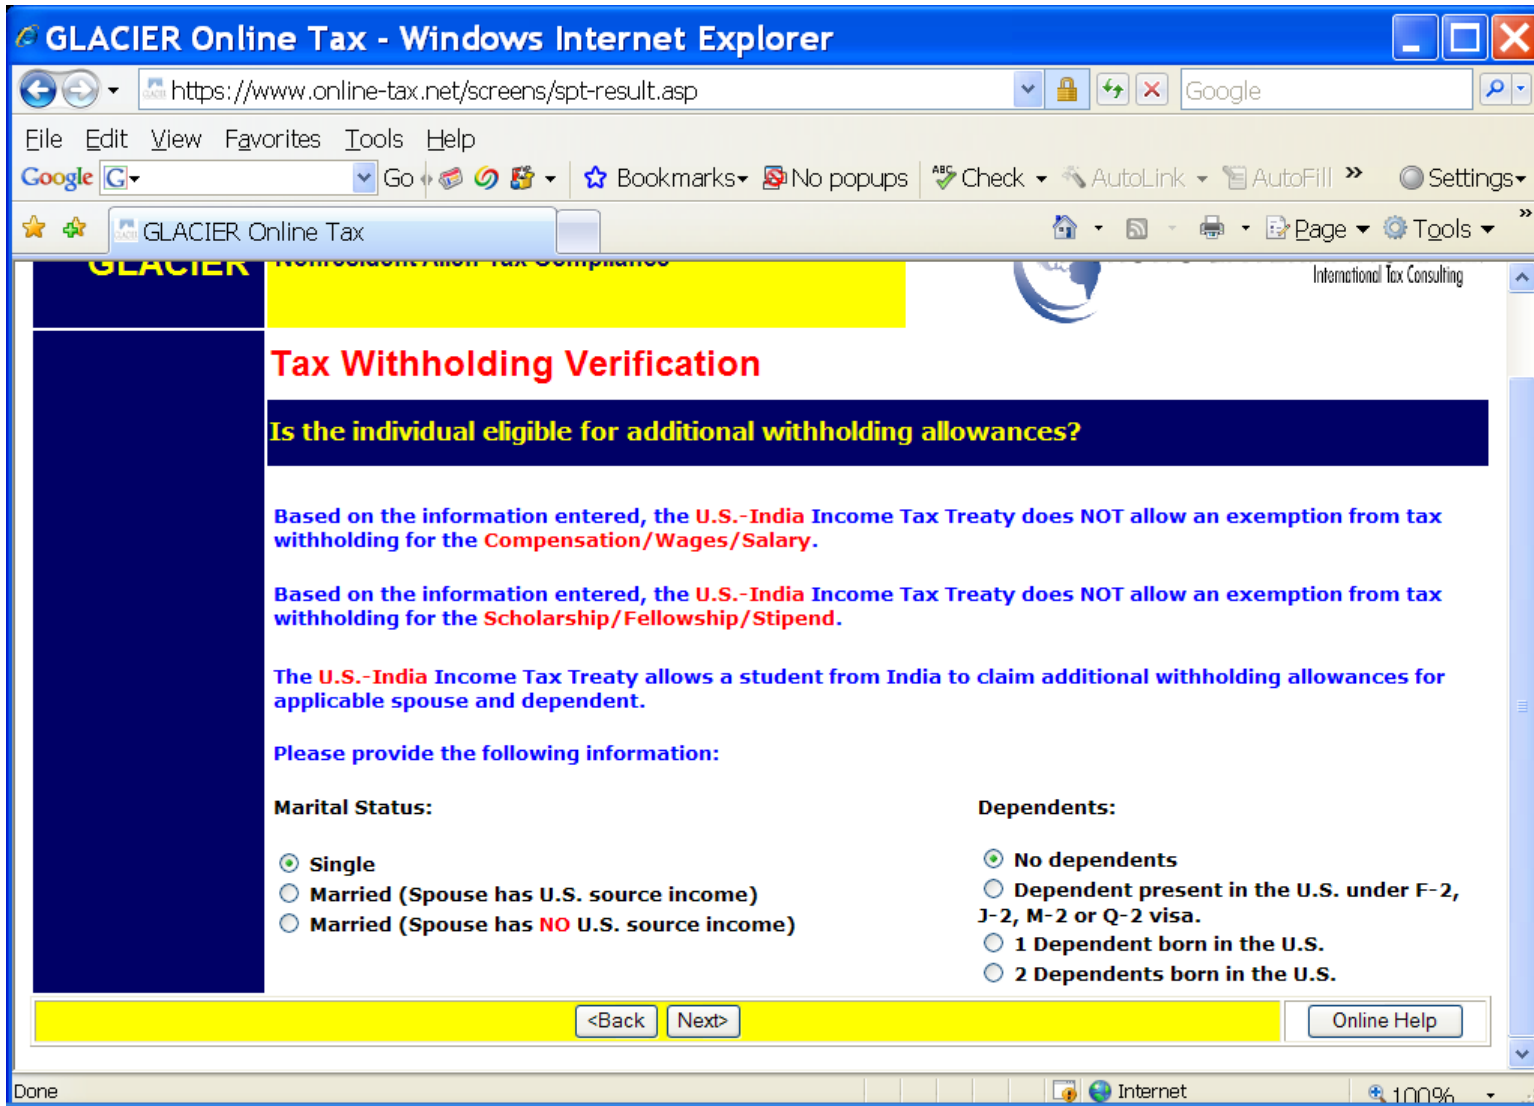 GLACIER Online Tax - Windows Internet Explorer
https://www.online-tax.net/screens/spt-result.asp
Google
File Edit View Favorites Tools Help
Google G Go Bookmarks No popups ABC Check AutoLink AutoFill » Settings
GLACIER Online Tax
Page Tools »
GLACIER
Nonresident Alien Tax Compliance
International Tax Consulting
Tax Withholding Verification
Is the individual eligible for additional withholding allowances?
Based on the information entered, the U.S.-India Income Tax Treaty does NOT allow an exemption from tax
withholding for the Compensation/Wages/Salary.
Based on the information entered, the U.S.-India Income Tax Treaty does NOT allow an exemption from tax
withholding for the Scholarship/Fellowship/Stipend.
The U.S.-India Income Tax Treaty allows a student from India to claim additional withholding allowances for
applicable spouse and dependent.
Please provide the following information:
Marital Status:
Single
Married (Spouse has U.S. source income)
Married (Spouse has NO U.S. source income)
Dependents:
No dependents
Dependent present in the U.S. under F-2,
J-2, M-2 or Q-2 visa.
1 Dependent born in the U.S.
2 Dependents born in the U.S.
<Back Next>
Online Help
Done
Internet
100%